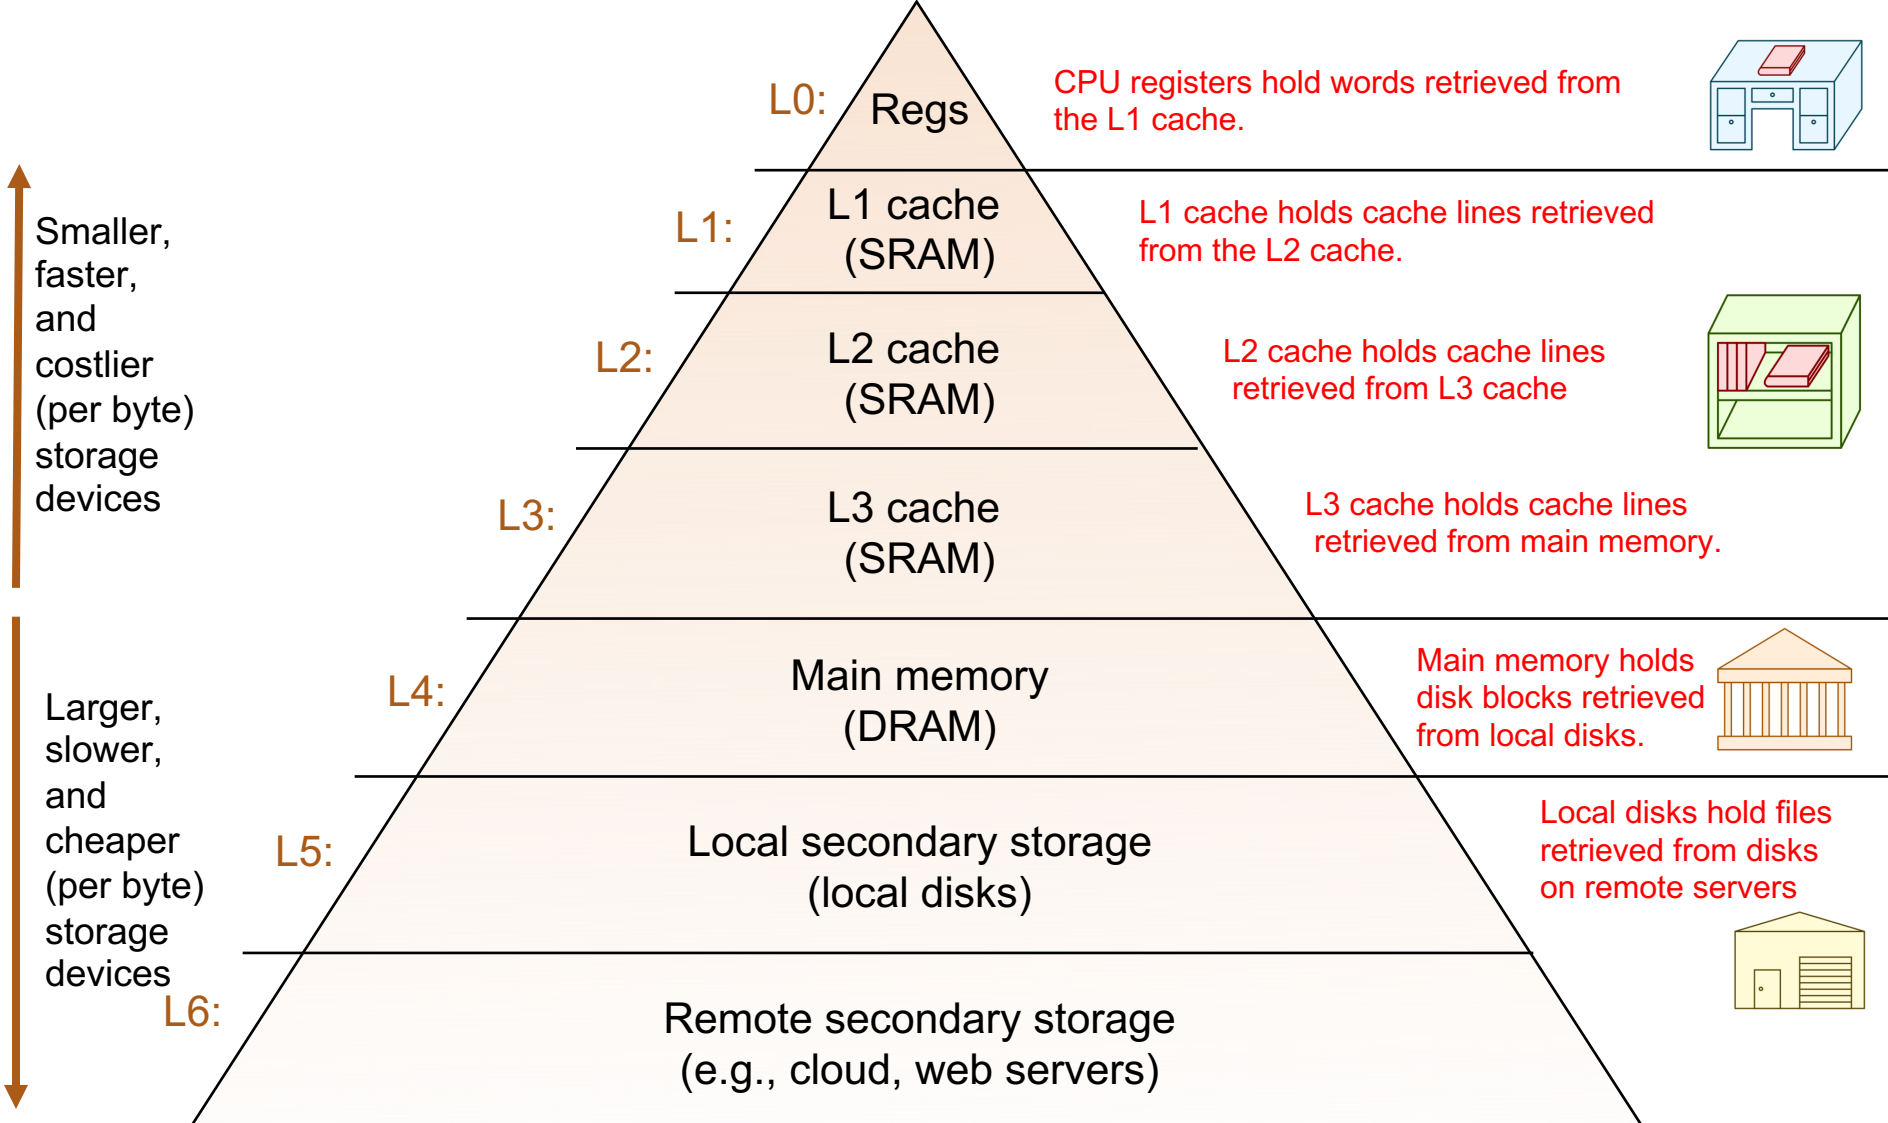 L0:
Regs
CPU registers hold words retrieved from
the L1 cache.
Smaller,
faster,
and
costlier
(per byte)
storage
devices
L1:
L1 cache
(SRAM)
L1 cache holds cache lines retrieved
from the L2 cache.
L2:
L2 cache
(SRAM)
L2 cache holds cache lines
retrieved from L3 cache
L3:
L3 cache
(SRAM)
L3 cache holds cache lines
retrieved from main memory.
Larger,
slower,
and
cheaper
(per byte)
storage
devices
L4:
Main memory
(DRAM)
Main memory holds
disk blocks retrieved
from local disks.
L5:
Local secondary storage
(local disks)
Local disks hold files
retrieved from disks
on remote servers
L6:
Remote secondary storage
(e.g., cloud, web servers)